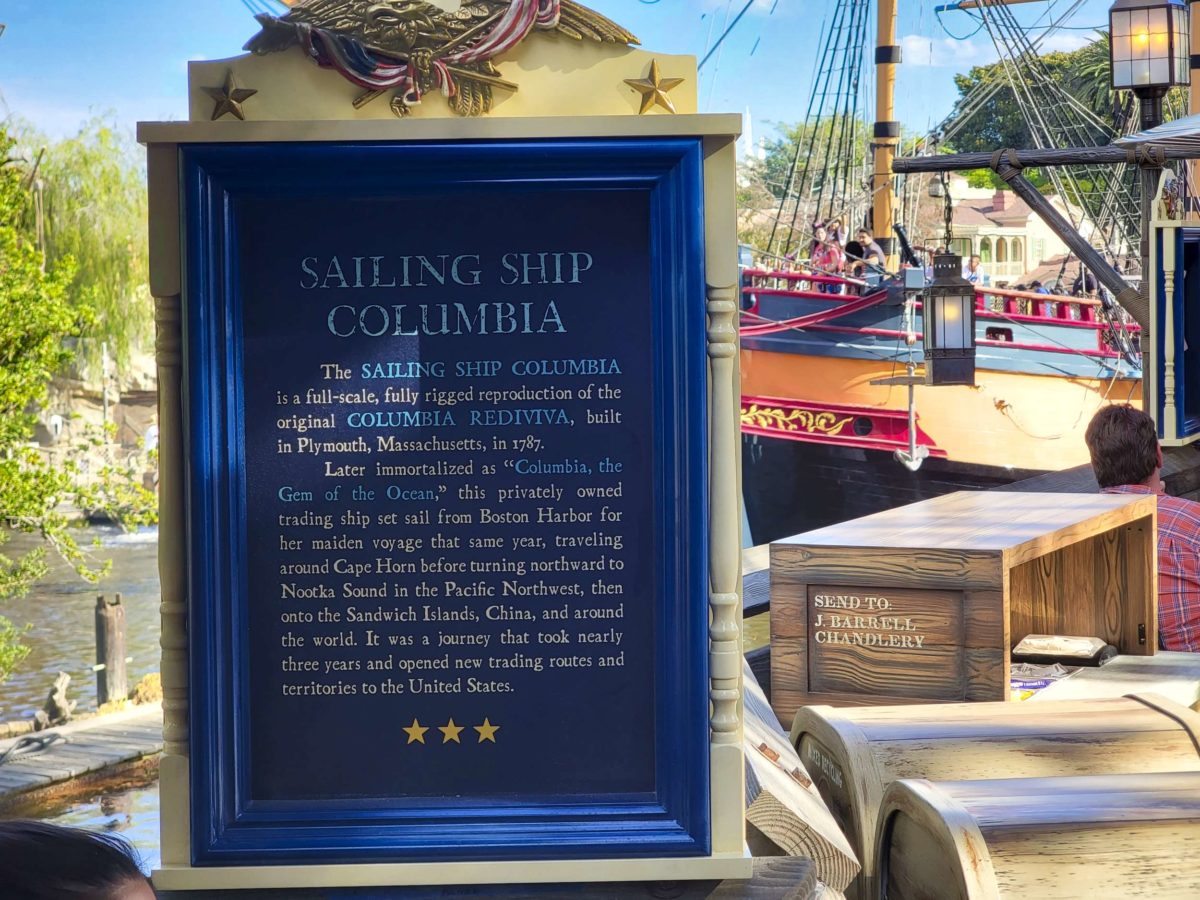 SAILING SHIP
COLUMBIA
The SAILING SHIP COLUMBIA
is a full-scale, fully rigged reproduction of the
original COLUMBIA REDIVIVA, built
in Plymouth, Massachusetts, in 1787.
Later immortalized as “Columbia, the
Gem of the Ocean,” this privately owned
trading ship set sail from Boston Harbor for
her maiden voyage that same year, traveling
around Cape Horn before turning northward to
Nootka Sound in the Pacific Northwest, then
onto the Sandwich Islands, China, and around
the world. It was a journey that took nearly
three years and opened new trading routes and
territories to the United States.
SEND TO:
J. BARRELL
CHANDLERY
RECYCLING